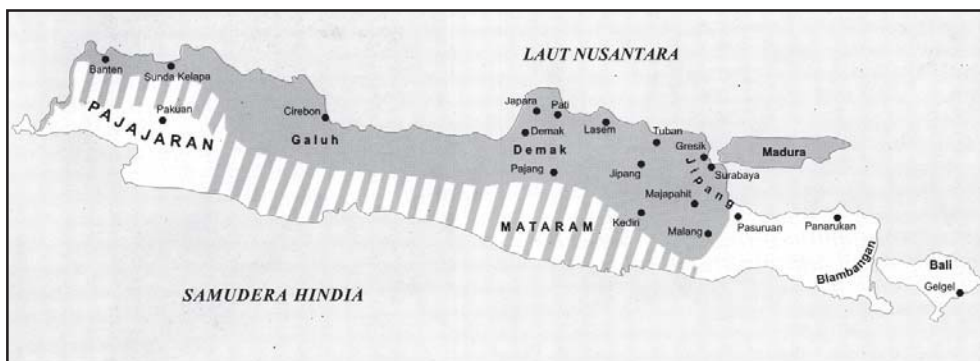 LAUT NUSANTARA
Banten
Sunda Kelapa
PAJAJARAN
Pakuan
Cirebon
Galuh
Japara
Pati
Demak
Demak
Lasem
Tuban
Gresik
Surabaya
Madura
Pajang
Jipang
Jipang
Majapahit
MATARAM
Kediri
Malang
Pasuruan
Panarukan
Blambangan
Bali
Gelgel
SAMUDERA HINDIA